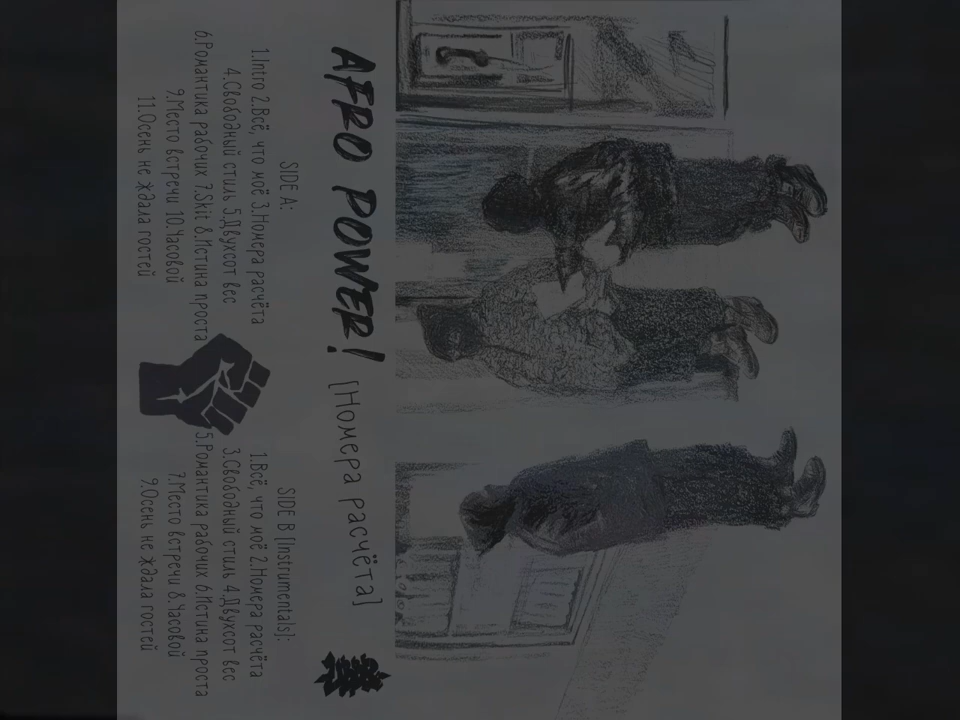 AFRO POWER! [Номера расчёта]
SIDE A:
1.Intro 2.Всё, что моё 3.Номера расчёта
4.Свободный стиль 5.Двухсот вес
6.Романтика рабочих 7.Skit 8.Истина проста
9.Место встречи 10.Часовой
11.Осень не ждала гостей
SIDE B [Instrumentals]:
1.Всё, что моё 2.Номера расчёта
3.Свободный стиль 4.Двухсот вес
5.Романтика рабочих 6.Истина проста
7.Место встречи 8.Часовой
9.Осень не ждала гостей